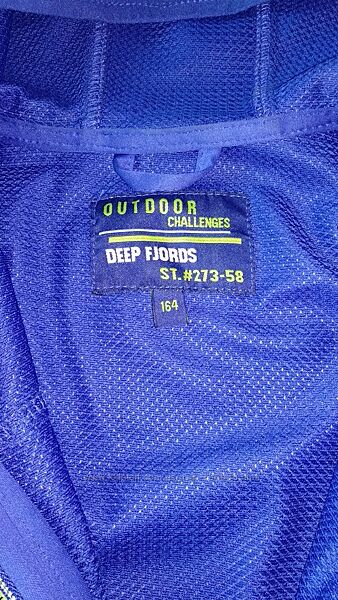 OUTDOOR
CHALLENGES
DEEP FJORDS
ST.#273-58
164